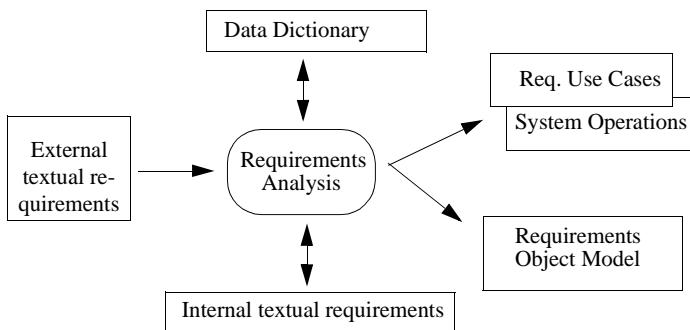 Data Dictionary
Req. Use Cases
System Operations
External
textual re-
quirements
Requirements
Analysis
Requirements
Object Model
Internal textual requirements